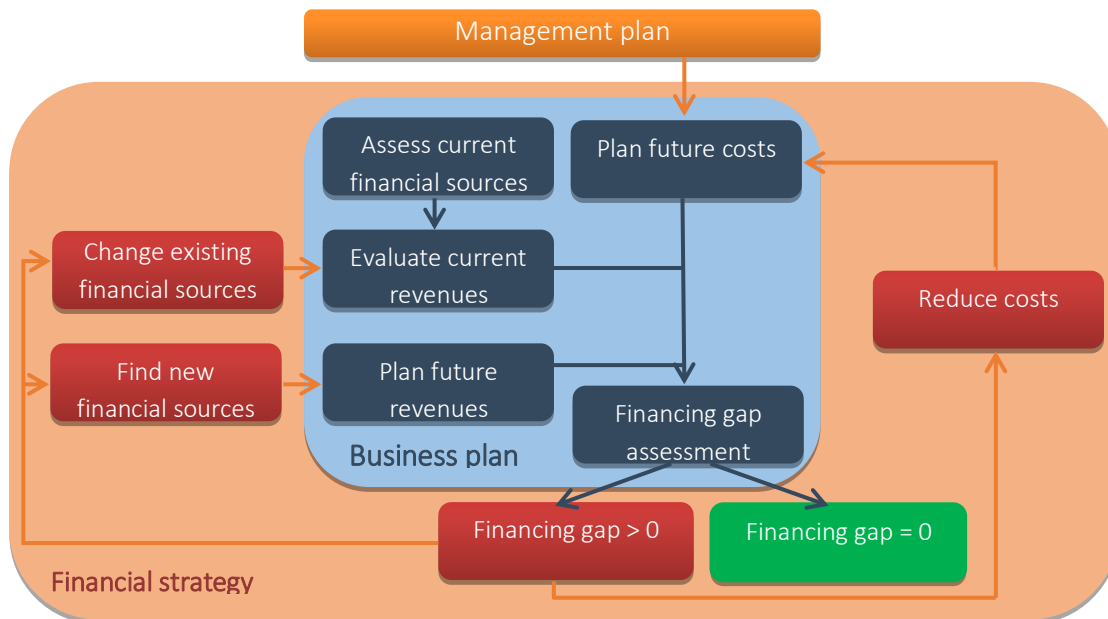 Management plan
Assess current
financial sources
Plan future costs
Change existing
financial sources
Evaluate current
revenues
Reduce costs
Find new
financial sources
Plan future
revenues
Financing gap
assessment
Business plan
Financing gap > 0
Financing gap = 0
Financial strategy